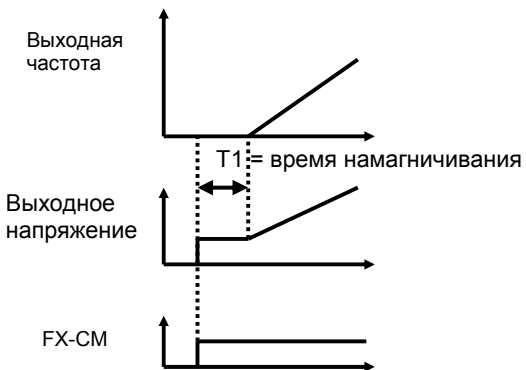 Выходная
частота
T1 = время намагничивания
Выходное
напряжение
FX-CM